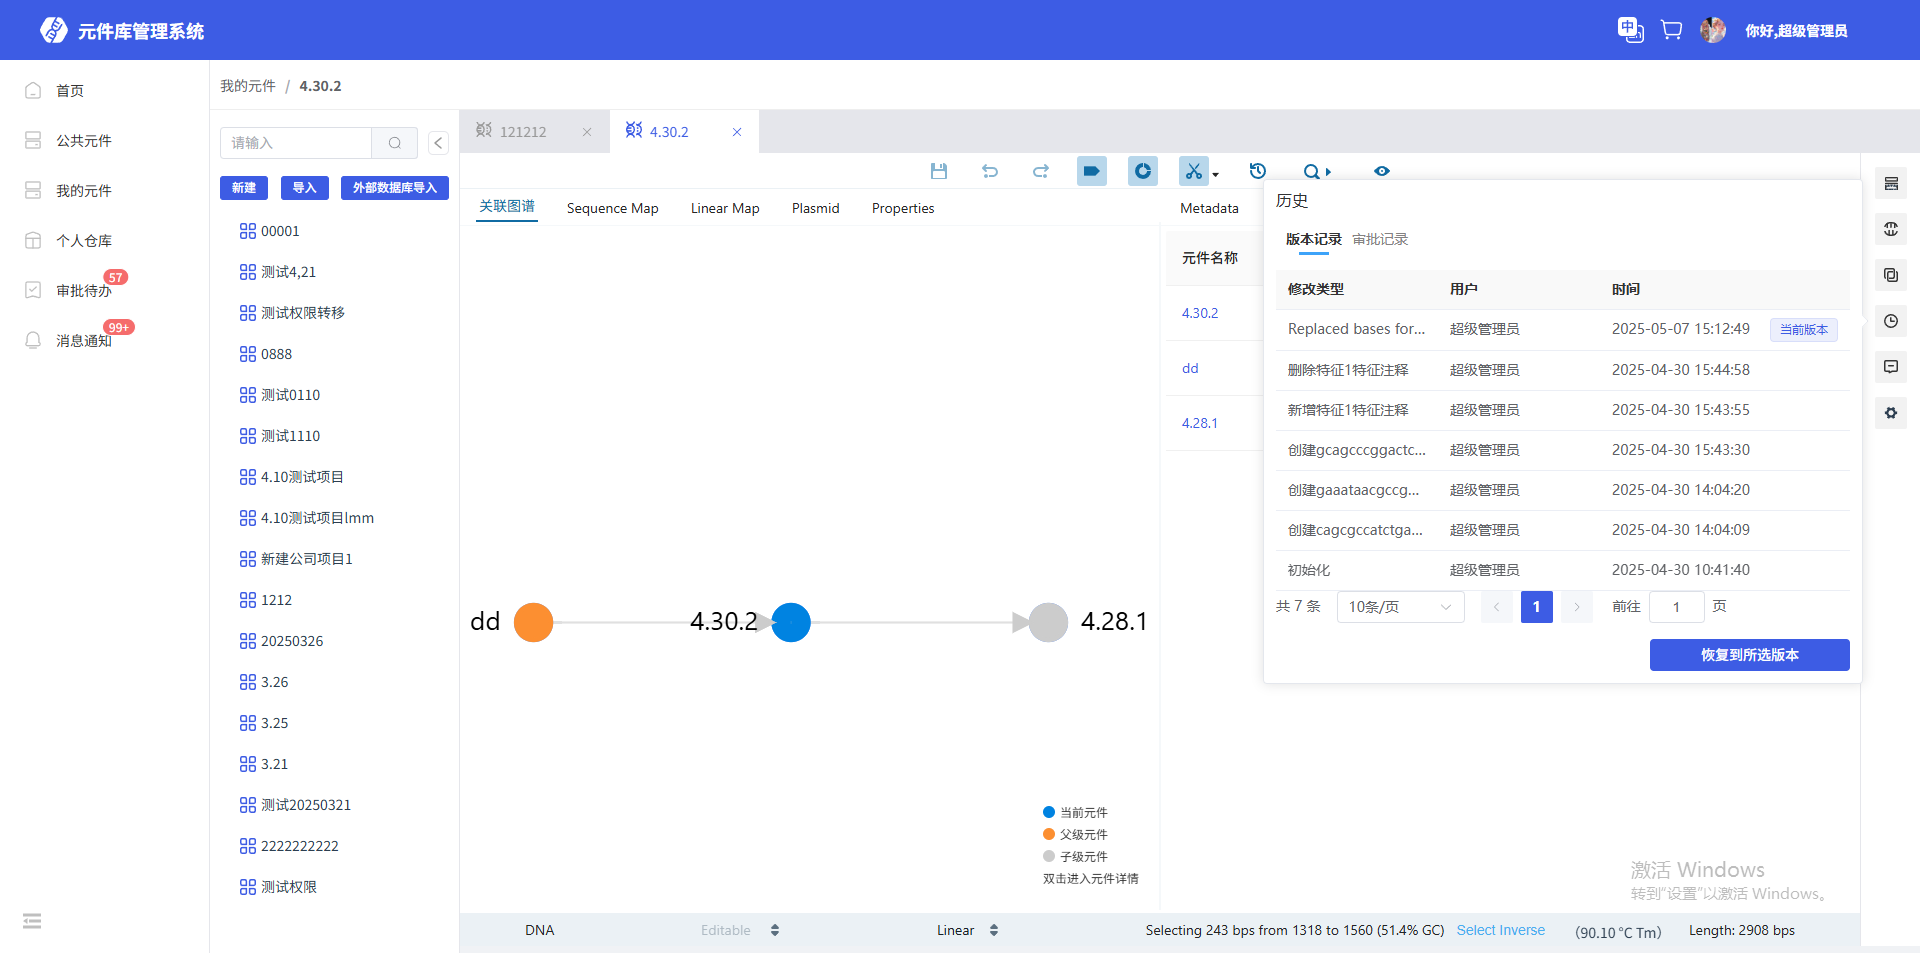 元件库管理系统
中
你好,超级管理员
首页
公共元件
我的元件
个人仓库
审批待办
57
消息通知
99+
我的元件 / 4.30.2
请输入
新建
导入
外部数据库导入
00001
测试4,21
测试权限转移
0888
测试0110
测试1110
4.10测试项目
4.10测试项目lmm
新建公司项目1
1212
20250326
3.26
3.25
3.21
测试20250321
2222222222
测试权限
121212
4.30.2
关联图谱
Sequence Map
Linear Map
Plasmid
Properties
dd
4.30.2
4.28.1
当前元件
父级元件
子级元件
双击进入元件详情
Metadata
元件名称
4.30.2
dd
4.28.1
历史
版本记录 审批记录
修改类型 用户 时间
Replaced bases for... 超级管理员 2025-05-07 15:12:49 当前版本
删除特征1特征注释 超级管理员 2025-04-30 15:44:58
新增特征1特征注释 超级管理员 2025-04-30 15:43:55
创建gcagcccggactc... 超级管理员 2025-04-30 15:43:30
创建gaaataacgccg... 超级管理员 2025-04-30 14:04:20
创建cagcgccatctga... 超级管理员 2025-04-30 14:04:09
初始化 超级管理员 2025-04-30 10:41:40
共 7 条 10条/页 1 前往 1 页
恢复到所选版本
激活 Windows
转到“设置”以激活 Windows。
DNA Editable Linear Selecting 243 bps from 1318 to 1560 (51.4% GC) Select Inverse (90.10 °C Tm) Length: 2908 bps